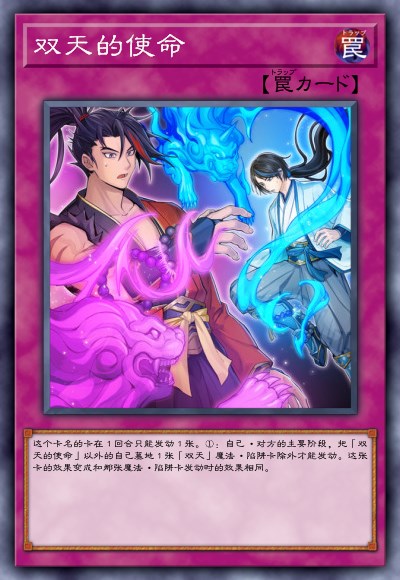 双天的使命
トラップ
罠
トラップ
【罠カード】
这个卡名的卡在1回合只能发动1张。①：自己·对方的主要阶段，把「双
天的使命」以外的自己墓地1张「双天」魔法·陷阱卡除外才能发动。这张
卡的效果变成和那张魔法·陷阱卡发动时的效果相同。